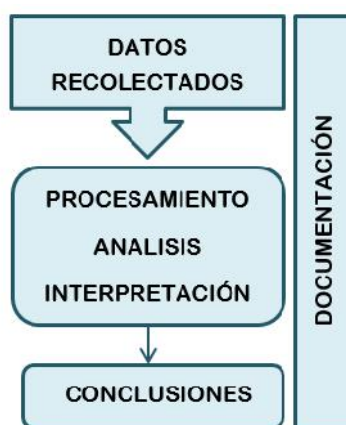 DATOS
RECOLECTADOS
PROCESAMIENTO
ANALISIS
INTERPRETACIÓN
CONCLUSIONES
DOCUMENTACIÓN